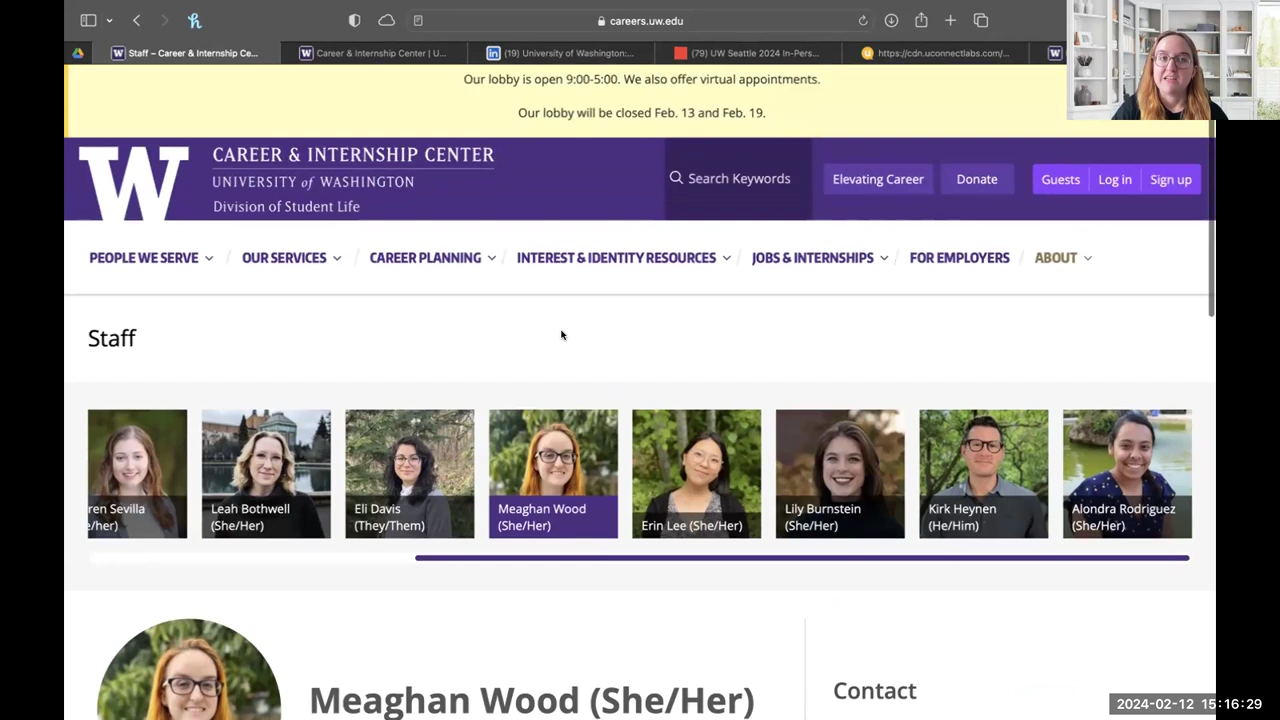 careers.uw.edu
Staff – Career & Internship Ce...
Career & Internship Center | U...
(19) University of Washington:...
(79) UW Seattle 2024 In-Pers...
https://cdn.uconnectlabs.com/...
Our lobby is open 9:00-5:00. We also offer virtual appointments.
Our lobby will be closed Feb. 13 and Feb. 19.
W
CAREER & INTERNSHIP CENTER
UNIVERSITY of WASHINGTON
Division of Student Life
Search Keywords
Elevating Career
Donate
Guests
Log in
Sign up
PEOPLE WE SERVE
OUR SERVICES
CAREER PLANNING
INTEREST & IDENTITY RESOURCES
JOBS & INTERNSHIPS
FOR EMPLOYERS
ABOUT
Staff
ren Sevilla
e/her)
Leah Bothwell
(She/Her)
Eli Davis
(They/Them)
Meaghan Wood
(She/Her)
Erin Lee (She/Her)
Lily Burnstein
(She/Her)
Kirk Heynen
(He/Him)
Alondra Rodriguez
(She/Her)
Meaghan Wood (She/Her)
Contact
2024-02-12 15:16:29